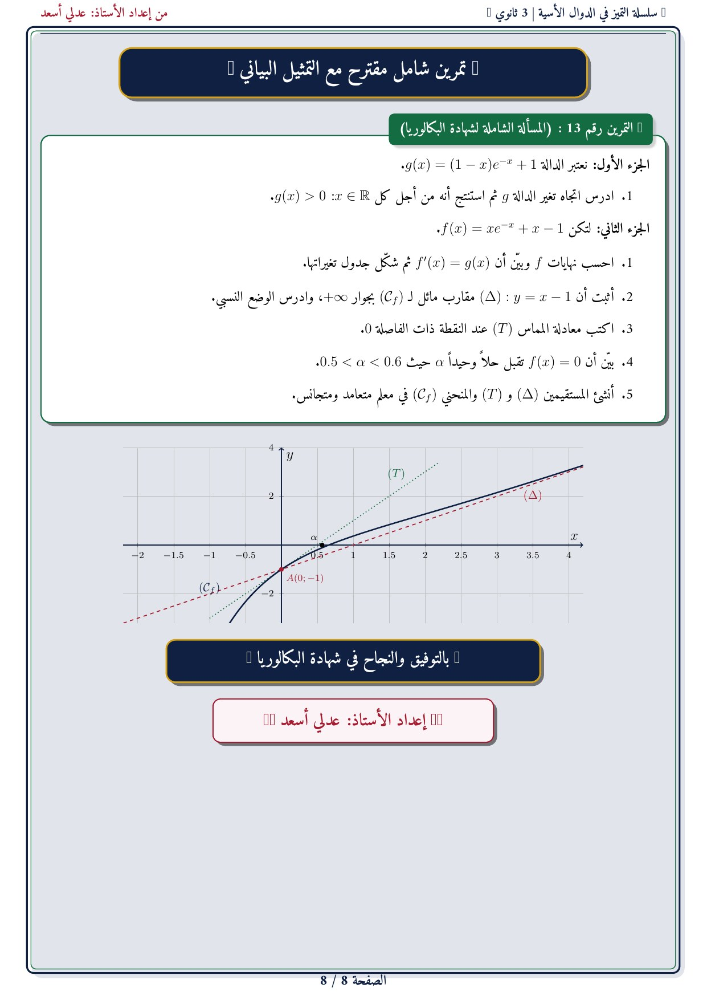 سلسلة التميز في الدوال الأسية | 3 ثانوي
من إعداد الأستاذ: عدلي أسعد
تمرين شامل مقترح مع التمثيل البياني
التمرين رقم 13 : (المسألة الشاملة لشهادة البكالوريا)
الجزء الأول: نعتبر الدالة g(x) = (1 − x)e^{−x} + 1.
1. ادرس اتجاه تغير الدالة g ثم استنتج أنه من أجل كل x ∈ ℝ: g(x) > 0.
الجزء الثاني: لتكن f(x) = xe^{−x} + x − 1.
1. احسب نهايات f وبيّن أن f′(x) = g(x) ثم شكّل جدول تغيراتها.
2. أثبت أن (Δ) : y = x − 1 مقارب مائل لـ (C_f) بجوار +∞، وادرس الوضع النسبي.
3. اكتب معادلة المماس (T) عند النقطة ذات الفاصلة 0.
4. بيّن أن f(x) = 0 تقبل حلاً وحيداً α حيث 0.5 < α < 0.6.
5. أنشئ المستقيمين (Δ) و (T) والمنحني (C_f) في معلم متعامد ومتجانس.
4
y
(T)
2
(Δ)
α
x
−2 −1.5 −1 −0.5 0.5 1 1.5 2 2.5 3 3.5 4
A(0; −1)
(C_f)
−2
بالتوفيق والنجاح في شهادة البكالوريا
إعداد الأستاذ: عدلي أسعد
الصفحة 8 / 8